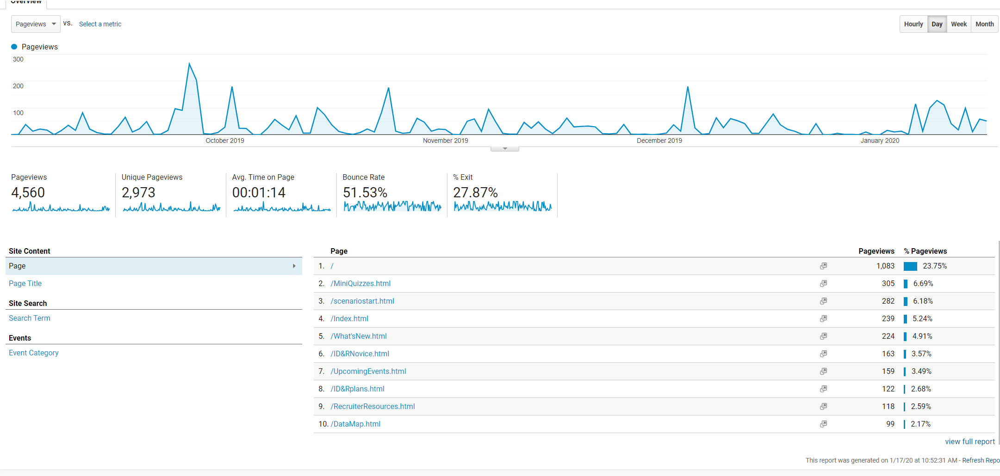 Overview
Pageviews VS. Select a metric
Hourly Day Week Month
Pageviews
300
200
100
October 2019 November 2019 December 2019 January 2020
Pageviews Unique Pageviews Avg. Time on Page Bounce Rate % Exit
4,560 2,973 00:01:14 51.53% 27.87%
Site Content
Page
Page Title
Site Search
Search Term
Events
Event Category
Page Pageviews % Pageviews
1. / 1,083 23.75%
2. /MiniQuizzes.html 305 6.69%
3. /scenariostart.html 282 6.18%
4. /Index.html 239 5.24%
5. /What'sNew.html 224 4.91%
6. /ID&RNovice.html 163 3.57%
7. /UpcomingEvents.html 159 3.49%
8. /ID&Rplans.html 122 2.68%
9. /RecruiterResources.html 118 2.59%
10. /DataMap.html 99 2.17%
view full report
This report was generated on 1/17/20 at 10:52:31 AM - Refresh Repo